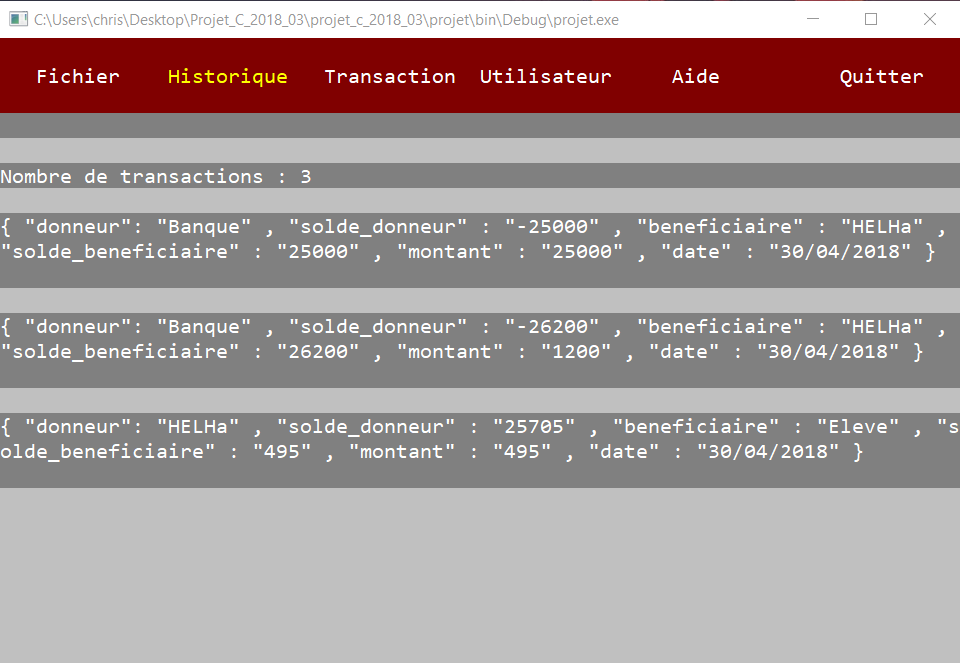 C:\Users\chris\Desktop\Projet_C_2018_03\projet_c_2018_03\projet\bin\Debug\projet.exe
Fichier Historique Transaction Utilisateur Aide Quitter
Nombre de transactions : 3
{ "donneur": "Banque" , "solde_donneur" : "-25000" , "beneficiaire" : "HELHa" ,
"solde_beneficiaire" : "25000" , "montant" : "25000" , "date" : "30/04/2018" }
{ "donneur": "Banque" , "solde_donneur" : "-26200" , "beneficiaire" : "HELHa" ,
"solde_beneficiaire" : "26200" , "montant" : "1200" , "date" : "30/04/2018" }
{ "donneur": "HELHa" , "solde_donneur" : "25705" , "beneficiaire" : "Eleve" , "s
olde_beneficiaire" : "495" , "montant" : "495" , "date" : "30/04/2018" }